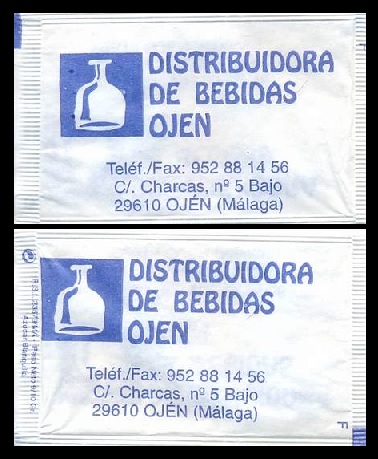 DISTRIBUIDORA
DE BEBIDAS
OJEN
Teléf./Fax: 952 88 14 56
C/. Charcas, nº 5 Bajo
29610 OJÉN (Málaga)
DISTRIBUIDORA
DE BEBIDAS
OJEN
Teléf./Fax: 952 88 14 56
C/. Charcas, nº 5 Bajo
29610 OJÉN (Málaga)
F